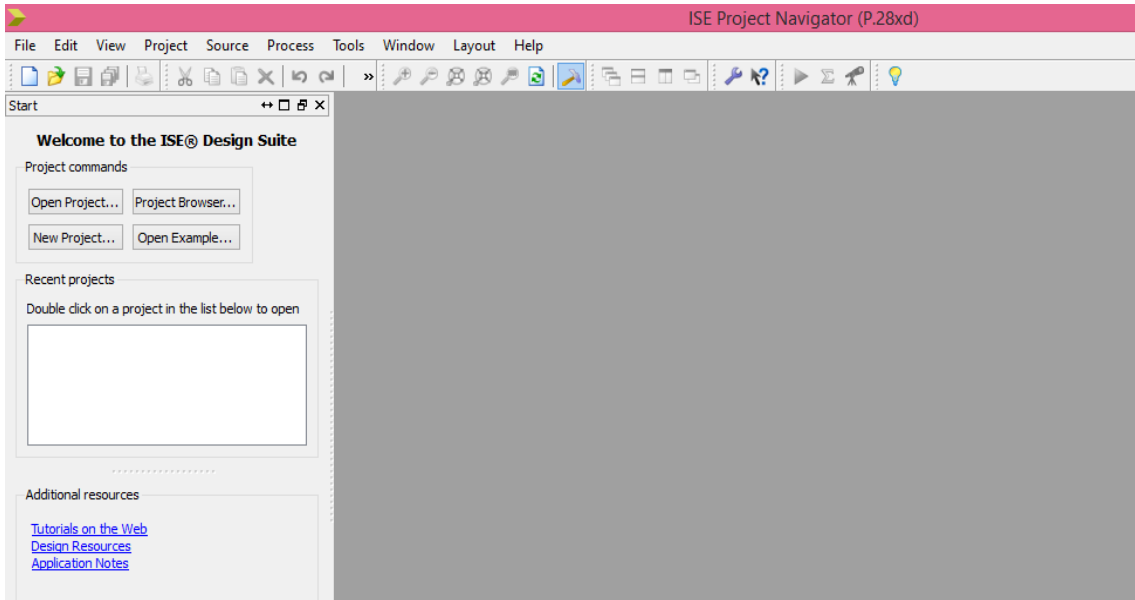 ISE Project Navigator (P.28xd)
File Edit View Project Source Process Tools Window Layout Help
Start
Welcome to the ISE® Design Suite
Project commands
Open Project... Project Browser...
New Project... Open Example...
Recent projects
Double click on a project in the list below to open
Additional resources
Tutorials on the Web
Design Resources
Application Notes